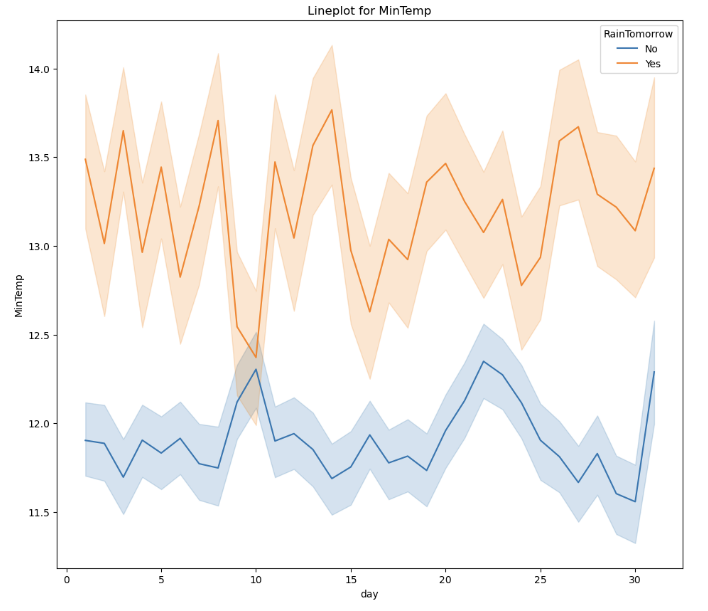 Lineplot for MinTemp
RainTomorrow
No
Yes
MinTemp
14.0
13.5
13.0
12.5
12.0
11.5
0 5 10 15 20 25 30
day